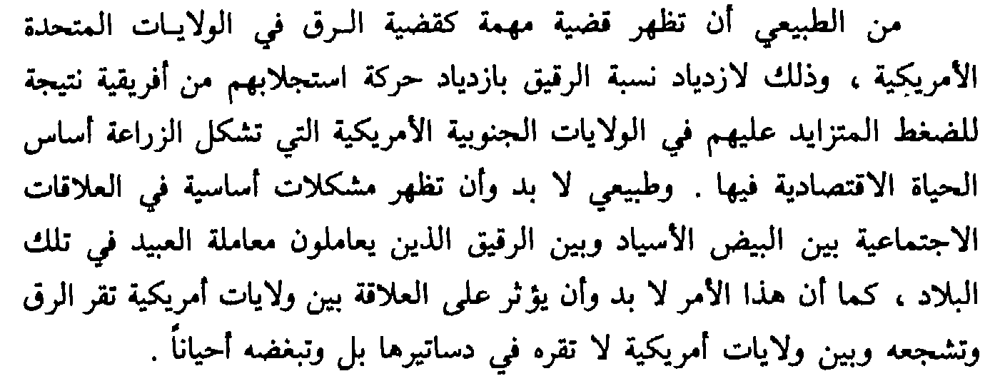 من الطبيعي أن تظهر قضية مهمة كقضية الـرق في الولايـات المتحدة
الأمريكية ، وذلك لازدياد نسبة الرقيق بازدياد حركة استجلابهم من أفريقية نتيجة
للضغط المتزايد عليهم في الولايات الجنوبية الأمريكية التي تشكل الزراعة أساس
الحياة الاقتصادية فيها . وطبيعي لا بد وأن تظهر مشكلات أساسية في العلاقات
الاجتماعية بين البيض الأسياد وبين الرقيق الذين يعاملون معاملة العبيد في تلك
البلاد ، كما أن هذا الأمر لا بد وأن يؤثر على العلاقة بين ولايات أمريكية تقر الرق
وتشجعه وبين ولايات أمريكية لا تقره في دساتيرها بل وتبغضه أحياناً .